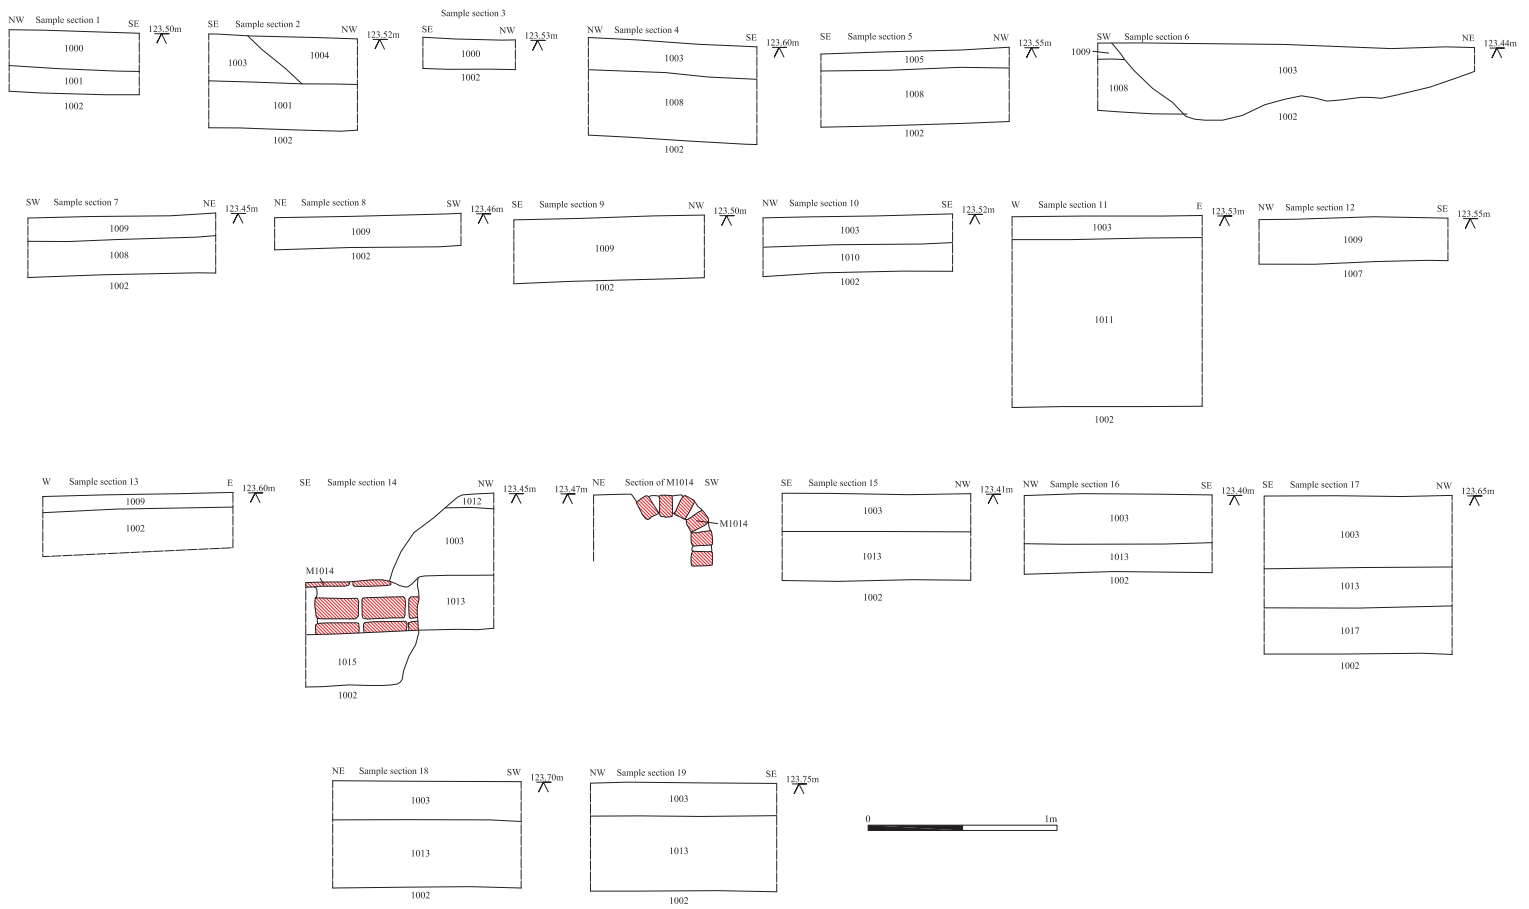 NW Sample section 1 SE 123.50m
1000
1001
1002
SE Sample section 2 NW 123.52m
1003 1004
1001
1002
Sample section 3
SE NW 123.53m
1000
1002
NW Sample section 4 SE 123.60m
1003
1008
1002
SE Sample section 5 NW 123.55m
1005
1008
1002
SW Sample section 6 NE 123.44m
1009
1003
1008
1002
SW Sample section 7 NE 123.45m
1009
1008
1002
NE Sample section 8 SW 123.46m
1009
1002
SE Sample section 9 NW 123.50m
1009
1002
NW Sample section 10 SE 123.52m
1003
1010
1002
W Sample section 11 E 123.53m
1003
1011
1002
NW Sample section 12 SE 123.55m
1009
1007
W Sample section 13 E 123.60m
1009
1002
SE Sample section 14 NW 123.45m
1012
1003
M1014
1013
1015
1002
123.47m NE Section of M1014 SW
M1014
SE Sample section 15 NW 123.41m
1003
1013
1002
NW Sample section 16 SE 123.40m
1003
1013
1002
SE Sample section 17 NW 123.65m
1003
1013
1017
1002
NE Sample section 18 SW 123.70m
1003
1013
1002
NW Sample section 19 SE 123.75m
1003
1013
1002
0 1m